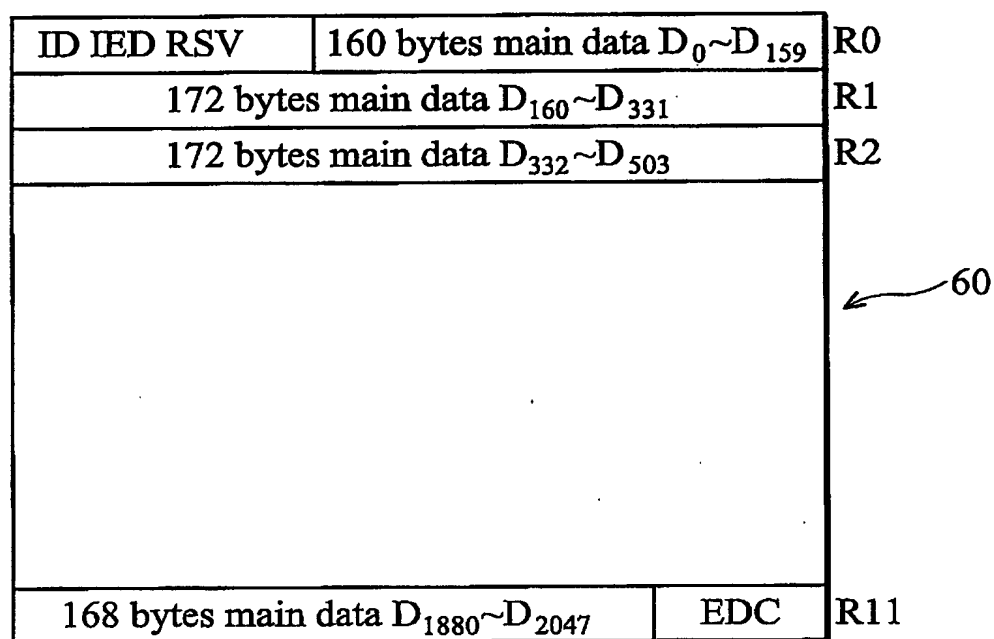 ID IED RSV 160 bytes main data D₀~D₁₅₉ R0
172 bytes main data D₁₆₀~D₃₃₁ R1
172 bytes main data D₃₃₂~D₅₀₃ R2
60
168 bytes main data D₁₈₈₀~D₂₀₄₇ EDC R11